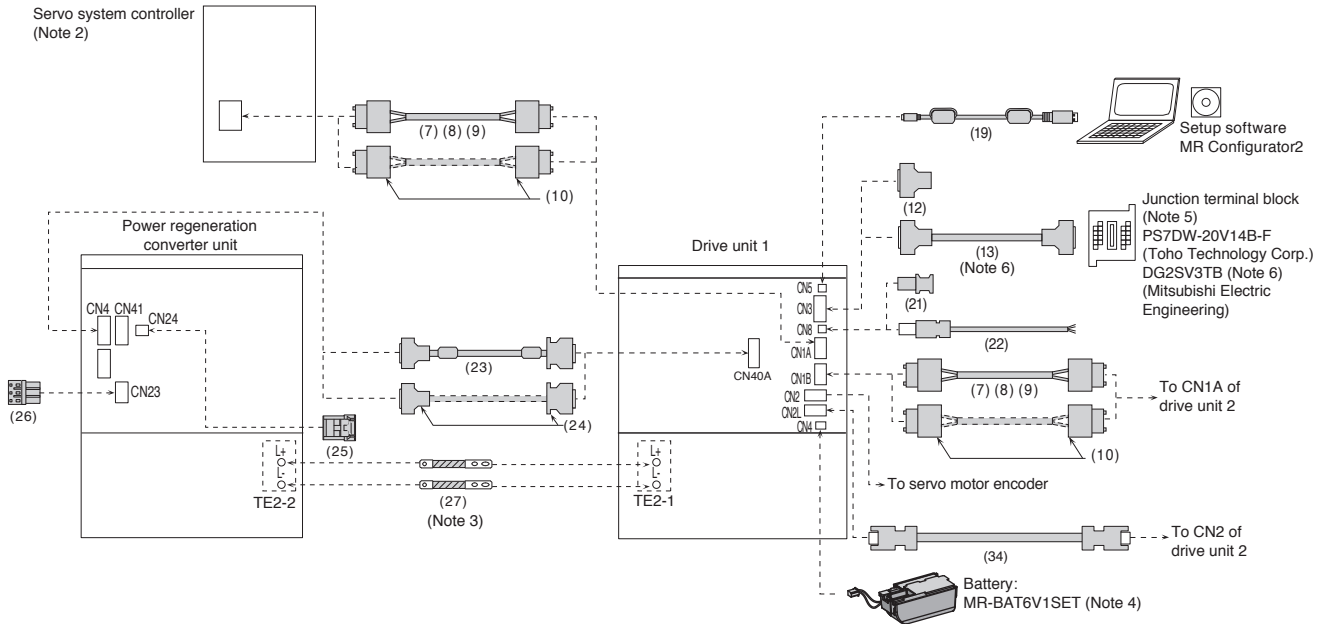 Servo system controller
(Note 2)
(7) (8) (9)
(10)
(19)
Setup software
MR Configurator2
(12)
(13)
(Note 6)
Junction terminal block
(Note 5)
PS7DW-20V14B-F
(Toho Technology Corp.)
DG2SV3TB (Note 6)
(Mitsubishi Electric
Engineering)
(21)
(22)
Power regeneration
converter unit
CN4
CN41
CN24
CN23
(26)
(25)
L+
L-
TE2-2
(23)
(24)
(27)
(Note 3)
Drive unit 1
CN40A
CN5
CN3
CN8
CN1A
CN1B
CN2
CN2L
CN4
L+
L-
TE2-1
(7) (8) (9)
(10)
To CN1A of
drive unit 2
To servo motor encoder
(34)
To CN2 of
drive unit 2
Battery:
MR-BAT6V1SET (Note 4)